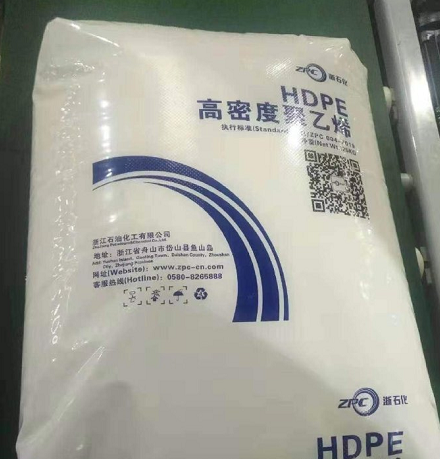 ZPC 浙石化
HDPE
高密度聚乙烯
执行标准(Standard
浙江石油化工有限公司
地址：浙江省舟山市岱山县鱼山岛
网址(Website)：www.zpc-cn.com
客服热线(Hotline)：0580-8265888
ZPC 浙石化
HDPE